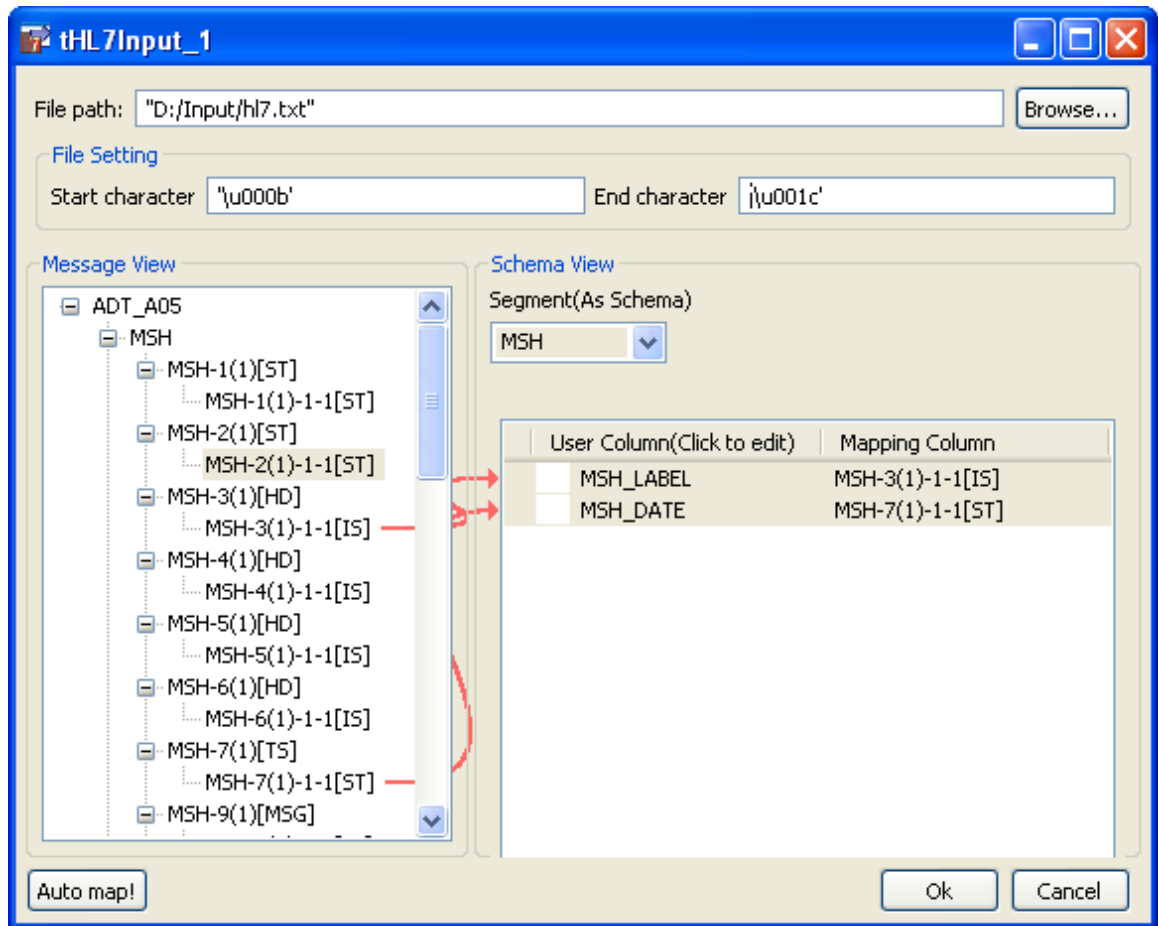 tHL7Input_1
File path: "D:/Input/hl7.txt" Browse...
File Setting
Start character '\u000b' End character '\u001c'
Message View
ADT_A05
MSH
MSH-1(1)[ST]
MSH-1(1)-1-1[ST]
MSH-2(1)[ST]
MSH-2(1)-1-1[ST]
MSH-3(1)[HD]
MSH-3(1)-1-1[IS]
MSH-4(1)[HD]
MSH-4(1)-1-1[IS]
MSH-5(1)[HD]
MSH-5(1)-1-1[IS]
MSH-6(1)[HD]
MSH-6(1)-1-1[IS]
MSH-7(1)[TS]
MSH-7(1)-1-1[ST]
MSH-9(1)[MSG]
Schema View
Segment(As Schema)
MSH
User Column(Click to edit) Mapping Column
MSH_LABEL MSH-3(1)-1-1[IS]
MSH_DATE MSH-7(1)-1-1[ST]
Auto map! Ok Cancel